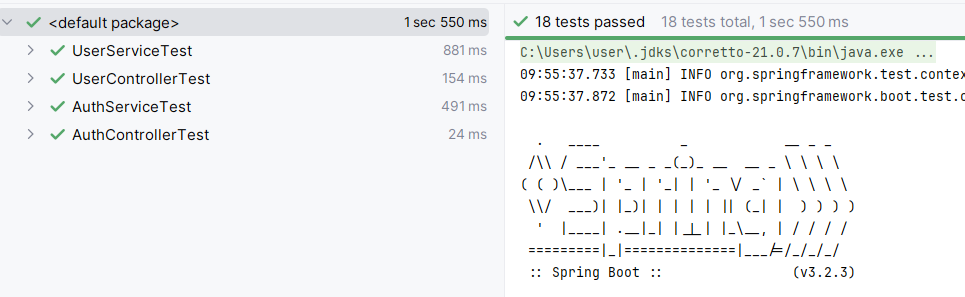 <default package> 1 sec 550 ms
UserServiceTest 881 ms
UserControllerTest 154 ms
AuthServiceTest 491 ms
AuthControllerTest 24 ms
18 tests passed 18 tests total, 1 sec 550 ms
C:\Users\user\.jdks\corretto-21.0.7\bin\java.exe ...
09:55:37.733 [main] INFO org.springframework.test.contex
09:55:37.872 [main] INFO org.springframework.boot.test.c
  .   ____          _            __ _ _
 /\\ / ___'_ __ _ _(_)_ __  __ _ \ \ \ \
( ( )\___ | '_ | '_| | '_ \/ _` | \ \ \ \
 \\/  ___)| |_)| | | | | || (_| |  ) ) ) )
  '  |____| .__|_| |_|_| |_\__, | / / / /
 =========|_|==============|___/=/_/_/_/
 :: Spring Boot ::                (v3.2.3)